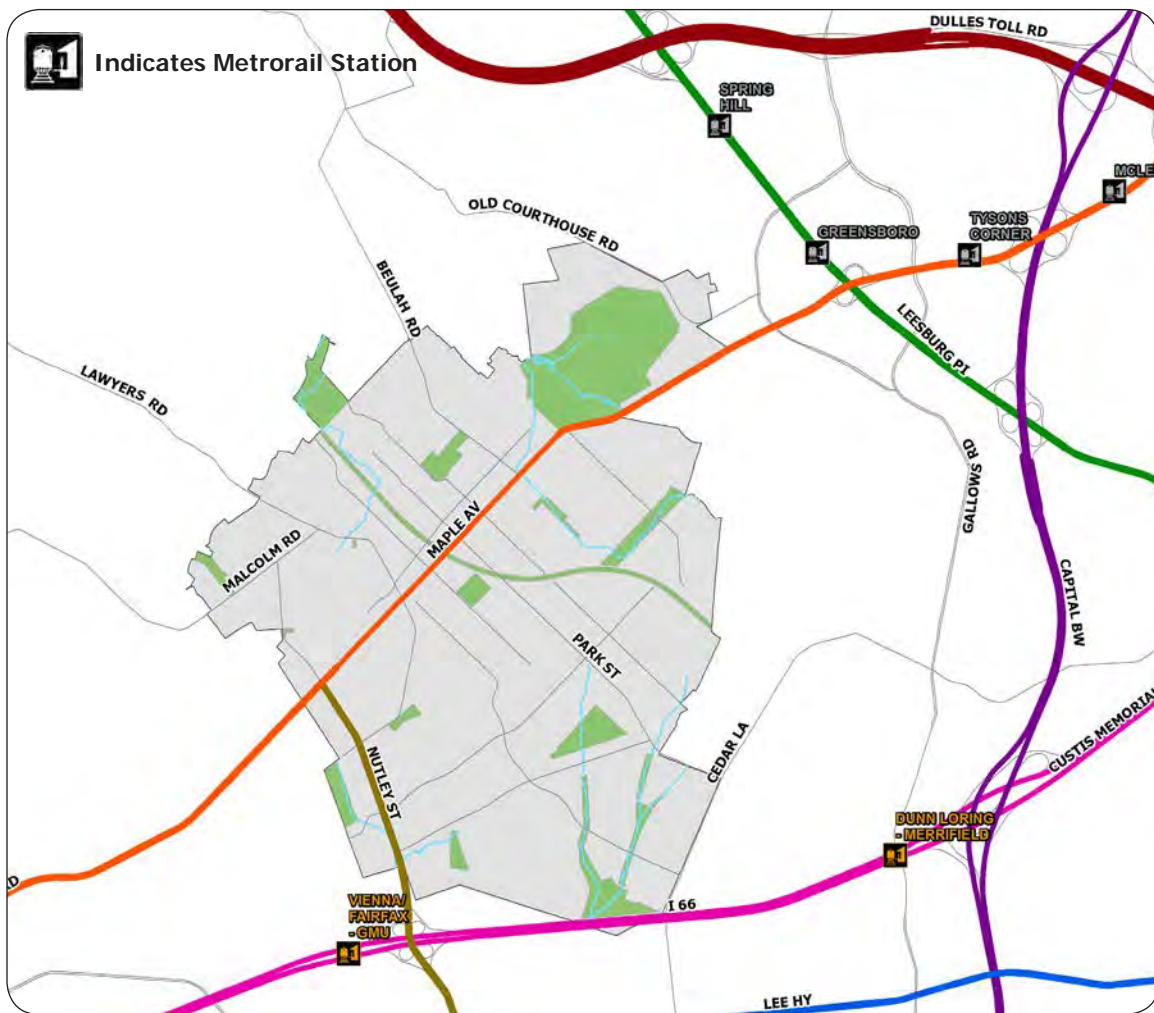 Indicates Metrorail Station
DULLES TOLL RD
SPRING
HILL
MCLE
OLD COURTHOUSE RD
GREENSBORO
TYSONS
CORNER
BEULAH RD
LEESBURG PI
LAWYERS RD
GALLOWS RD
MAPLE AV
MALCOLM RD
CAPITAL BW
PARK ST
CEDAR LA
CUSTIS MEMORIAL
NUTLEY ST
DUNN LORING
- MERRIFIELD
RD
VIENNA/
FAIRFAX
- GMU
I 66
LEE HY